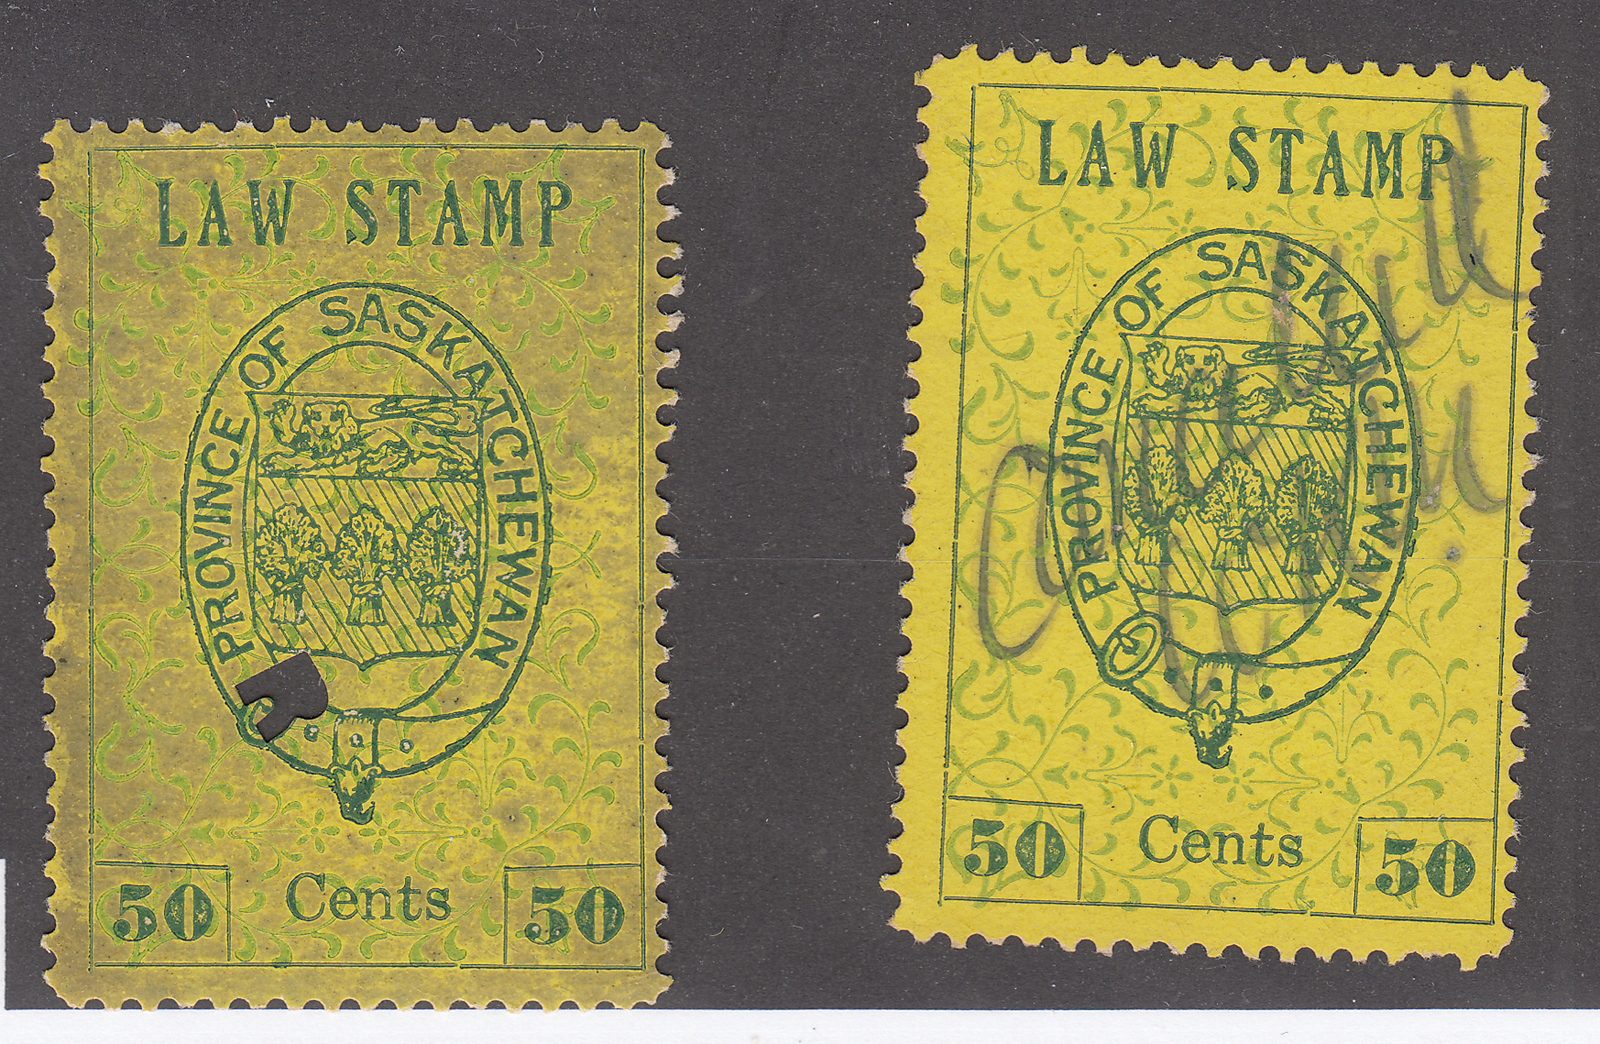 LAW STAMP
PROVINCE OF SASKATCHEWAN
50 Cents 50
LAW STAMP
PROVINCE OF SASKATCHEWAN
50 Cents 50